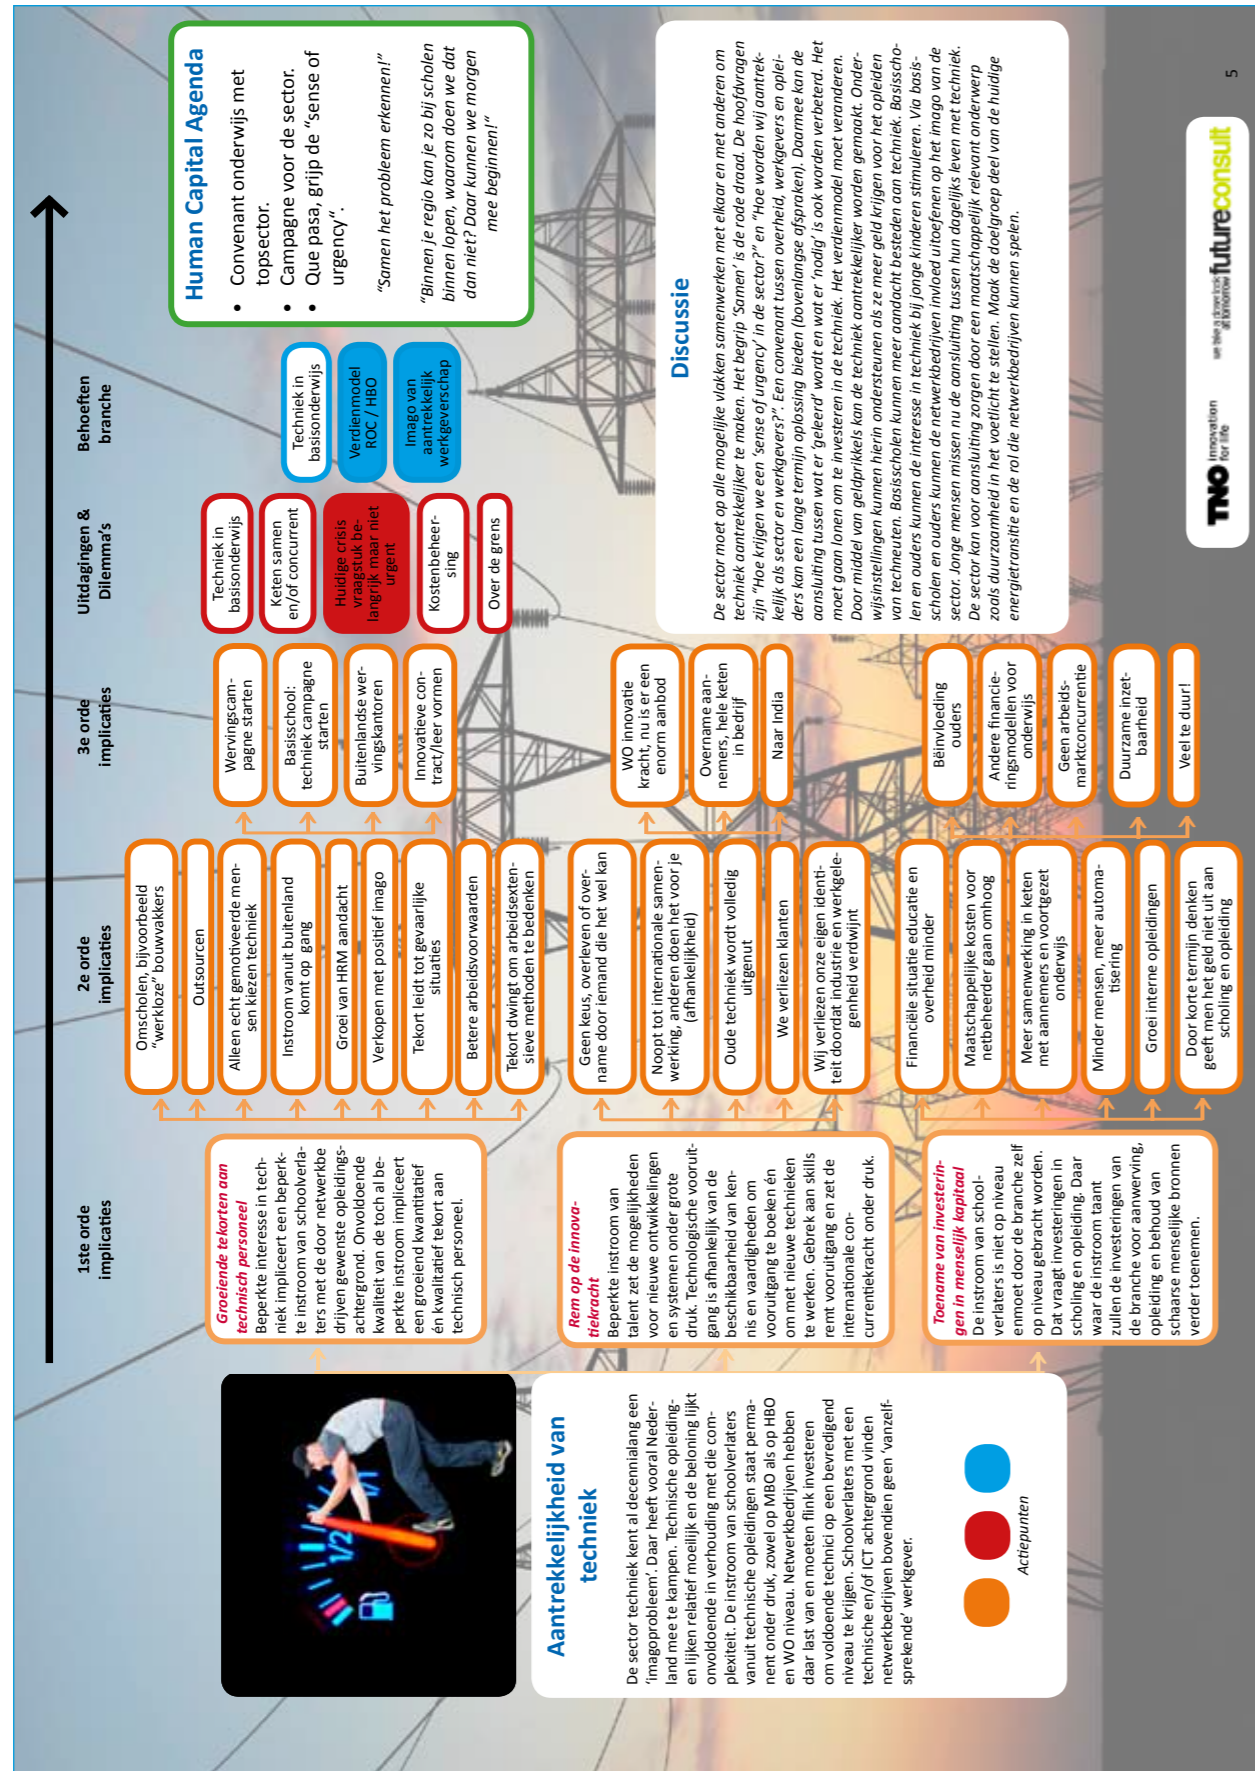 1ste orde
implicaties
2e orde
implicaties
3e orde
implicaties
Uitdagingen &
Dilemma's
Behoeften
branche
1/2
Aantrekkelijkheid van
techniek
De sector techniek kent al decennialang een
‘imagoprobleem’. Daar heeft vooral Neder-
land mee te kampen. Technische opleiding-
en lijken relatief moeilijk en de beloning lijkt
onvoldoende in verhouding met die com-
plexiteit. De instroom van schoolverlaters
vanuit technische opleidingen staat perma-
nent onder druk, zowel op MBO als op HBO
en WO niveau. Netwerkbedrijven hebben
daar last van en moeten flink investeren
om voldoende technici op een bevredigend
niveau te krijgen. Schoolverlaters met een
technische en/of ICT achtergrond vinden
netwerkbedrijven bovendien geen ‘vanzelf-
sprekende’ werkgever.
Actiepunten
Groeiende tekorten aan
technisch personeel
Beperkte interesse in tech-
niek impliceert een beperk-
te instroom van schoolverla-
ters met de door netwerkbe
drijven gewenste opleidings-
achtergrond. Onvoldoende
kwaliteit van de toch al be-
perkte instroom impliceert
een groeiend kwantitatief
én kwalitatief tekort aan
technisch personeel.
Rem op de innova-
tiekracht
Beperkte instroom van
talent zet de mogelijkheden
voor nieuwe ontwikkelingen
en systemen onder grote
druk. Technologische vooruit-
gang is afhankelijk van de
beschikbaarheid van ken-
nis en vaardigheden om
vooruitgang te boeken én
om met nieuwe technieken
te werken. Gebrek aan skills
remt vooruitgang en zet de
internationale con-
currentiekracht onder druk.
Toename van investerin-
gen in menselijk kapitaal
De instroom van school-
verlaters is niet op niveau
enmoet door de branche zelf
op niveau gebracht worden.
Dat vraagt investeringen in
scholing en opleiding. Daar
waar de instroom taant
zullen de investeringen van
de branche voor aanwerving,
opleiding en behoud van
schaarse menselijke bronnen
verder toenemen.
Omscholen, bijvoorbeeld
“werkloze” bouwvakkers
Outsourcen
Alleen echt gemotiveerde men-
sen kiezen techniek
Instroom vanuit buitenland
komt op gang
Groei van HRM aandacht
Verkopen met positief imago
Tekort leidt tot gevaarlijke
situaties
Betere arbeidsvoorwaarden
Tekort dwingt om arbeidsexten-
sieve methoden te bedenken
Geen keus, overleven of over-
name door iemand die het wel kan
Noopt tot internationale samen-
werking, anderen doen het voor je
(afhankelijkheid)
Oude techniek wordt volledig
uitgenut
We verliezen klanten
Wij verliezen onze eigen identi-
teit doordat industrie en werkgele-
genheid verdwijnt
Financiële situatie educatie en
overheid minder
Maatschappelijke kosten voor
netbeheerder gaan omhoog
Meer samenwerking in keten
met aannemers en voortgezet
onderwijs
Minder mensen, meer automa-
tisering
Groei interne opleidingen
Door korte termijn denken
geeft men het geld niet uit aan
scholing en opleiding
Wervingscam-
pagne starten
Basisschool:
techniek campagne
starten
Buitenlandse wer-
vingskantoren
Innovatieve con-
tract/leer vormen
WO innovatie
kracht, nu is er een
enorm aanbod
Overname aan-
nemers, hele keten
in bedrijf
Naar India
Bëinvloeding
ouders
Andere financie-
ringsmodellen voor
onderwijs
Geen arbeids-
marktconcurrentie
Duurzame inzet-
baarheid
Veel te duur!
Techniek in
basisonderwijs
Keten samen
en/of concurrent
Huidige crisis
vraagstuk be-
langrijk maar niet
urgent
Kostenbeheer-
sing
Over de grens
Techniek in
basisonderwijs
Verdienmodel
ROC / HBO
Imago van
aantrekkelijk
werkgeverschap
Human Capital Agenda
• Convenant onderwijs met
topsector.
• Campagne voor de sector.
• Que pasa, grijp de “sense of
urgency“.
“Samen het probleem erkennen!”
“Binnen je regio kan je zo bij scholen
binnen lopen, waarom doen we dat
dan niet? Daar kunnen we morgen
mee beginnen!“
Discussie
De sector moet op alle mogelijke vlakken samenwerken met elkaar en met anderen om
techniek aantrekkelijker te maken. Het begrip ‘Samen’ is de rode draad. De hoofdvragen
zijn “Hoe krijgen we een ‘sense of urgency’ in de sector?” en “Hoe worden wij aantrek-
kelijk als sector en werkgevers?”. Een convenant tussen overheid, werkgevers en oplei-
ders kan een lange termijn oplossing bieden (bovenlangse afspraken). Daarmee kan de
aansluiting tussen wat er ‘geleerd’ wordt en wat er ‘nodig’ is ook worden verbeterd. Het
moet gaan lonen om te investeren in de techniek. Het verdienmodel moet veranderen.
Door middel van geldprikkels kan de techniek aantrekkelijker worden gemaakt. Onder-
wijsinstellingen kunnen hierin ondersteunen als ze meer geld krijgen voor het opleiden
van techneuten. Basisscholen kunnen meer aandacht besteden aan techniek. Basisscho-
len en ouders kunnen de interesse in techniek bij jonge kinderen stimuleren. Via basis-
scholen en ouders kunnen de netwerkbedrijven invloed uitoefenen op het imago van de
sector. Jonge mensen missen nu de aansluiting tussen hun dagelijks leven met techniek.
De sector kan voor aansluiting zorgen door een maatschappelijk relevant onderwerp
zoals duurzaamheid in het voetlicht te stellen. Maak de doelgroep deel van de huidige
energietransitie en de rol die netwerkbedrijven kunnen spelen.
TNO innovation
for life
we take a closer look
at tomorrow
futureconsult
5